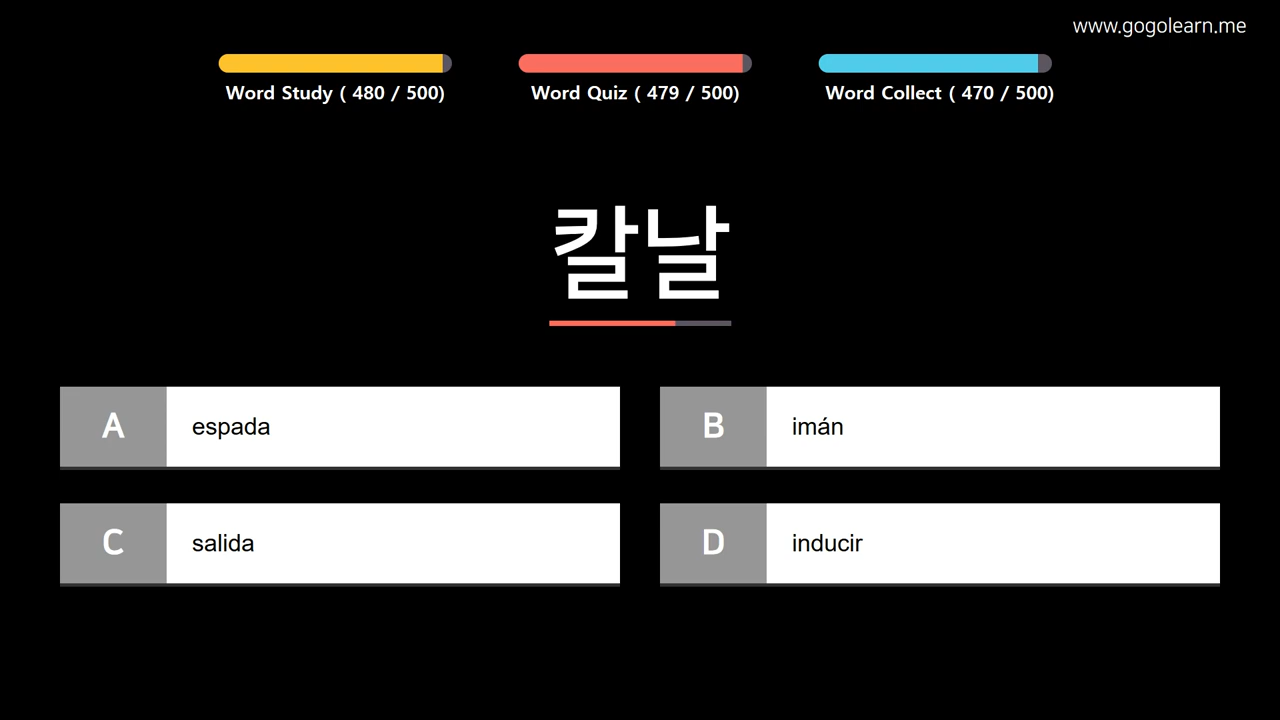 www.gogolearn.me
Word Study ( 480 / 500)
Word Quiz ( 479 / 500)
Word Collect ( 470 / 500)
칼날
A espada
B imán
C salida
D inducir